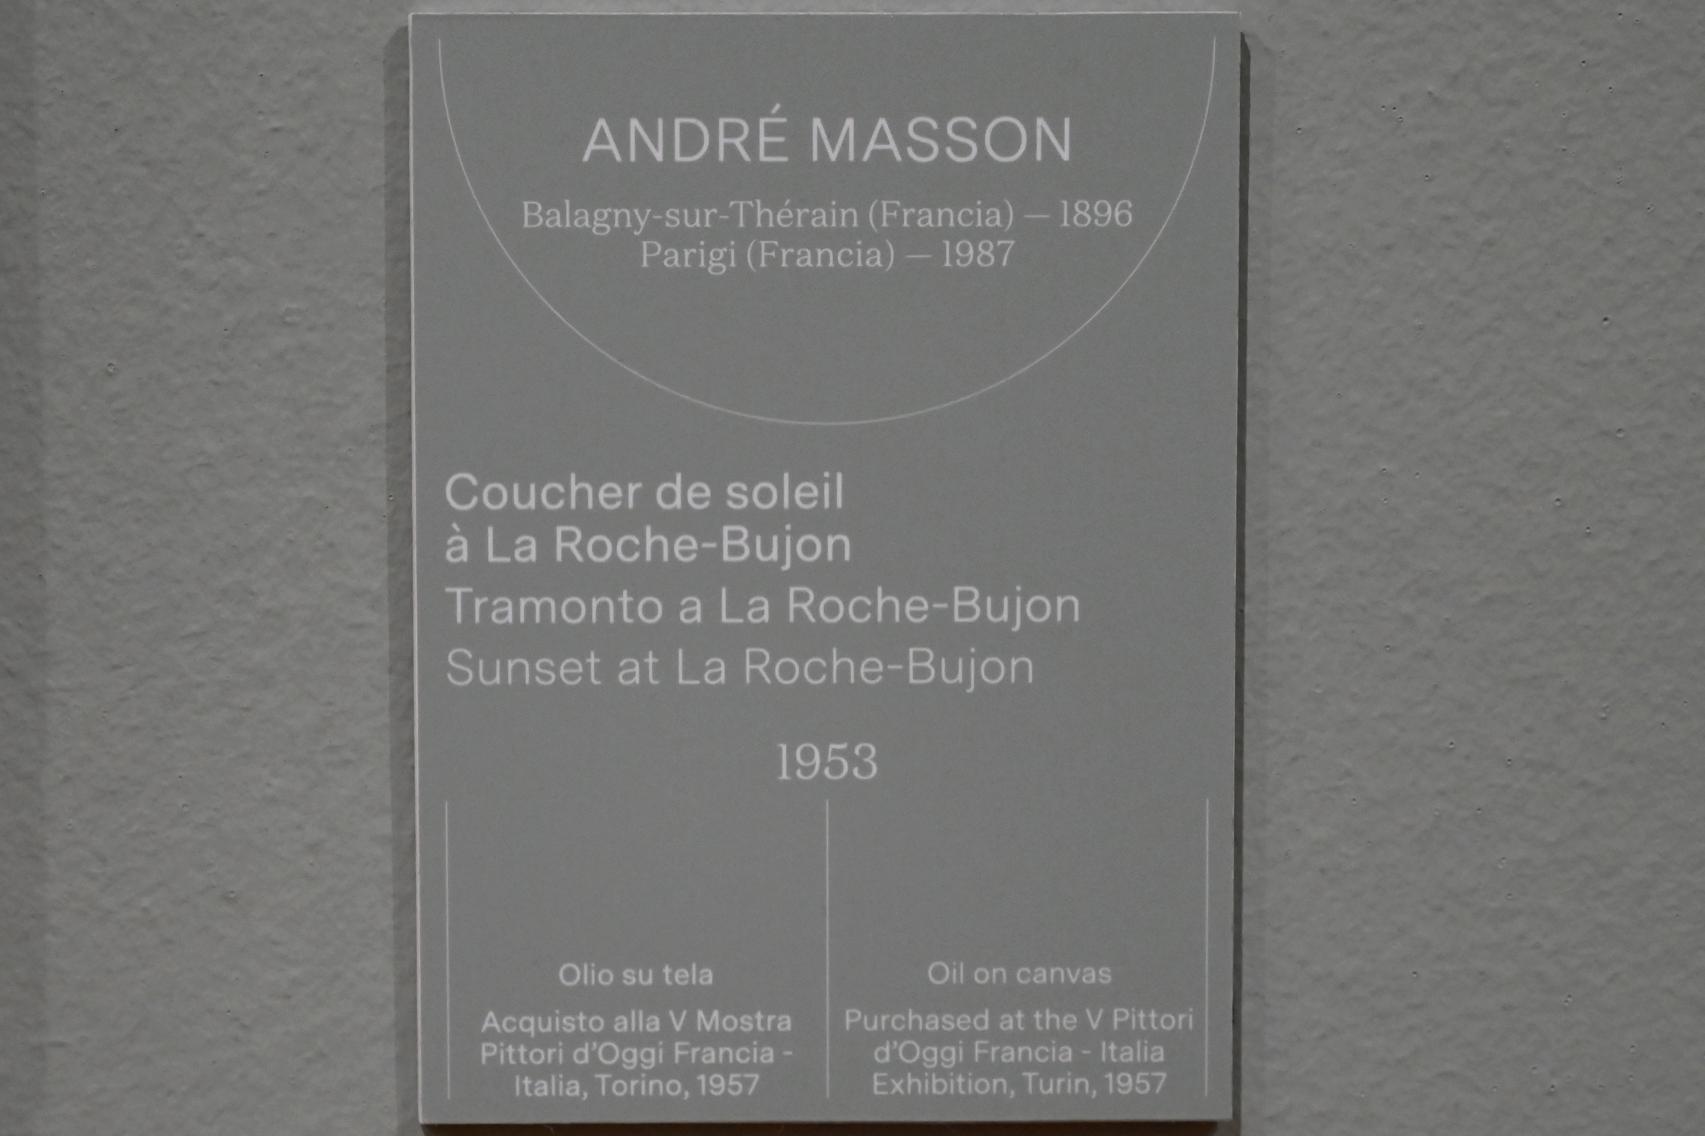 ANDRÉ MASSON
Balagny-sur-Thérain (Francia) — 1896
Parigi (Francia) — 1987
Coucher de soleil
à La Roche-Bujon
Tramonto a La Roche-Bujon
Sunset at La Roche-Bujon
1953
Olio su tela
Acquisto alla V Mostra
Pittori d'Oggi Francia -
Italia, Torino, 1957
Oil on canvas
Purchased at the V Pittori
d'Oggi Francia - Italia
Exhibition, Turin, 1957